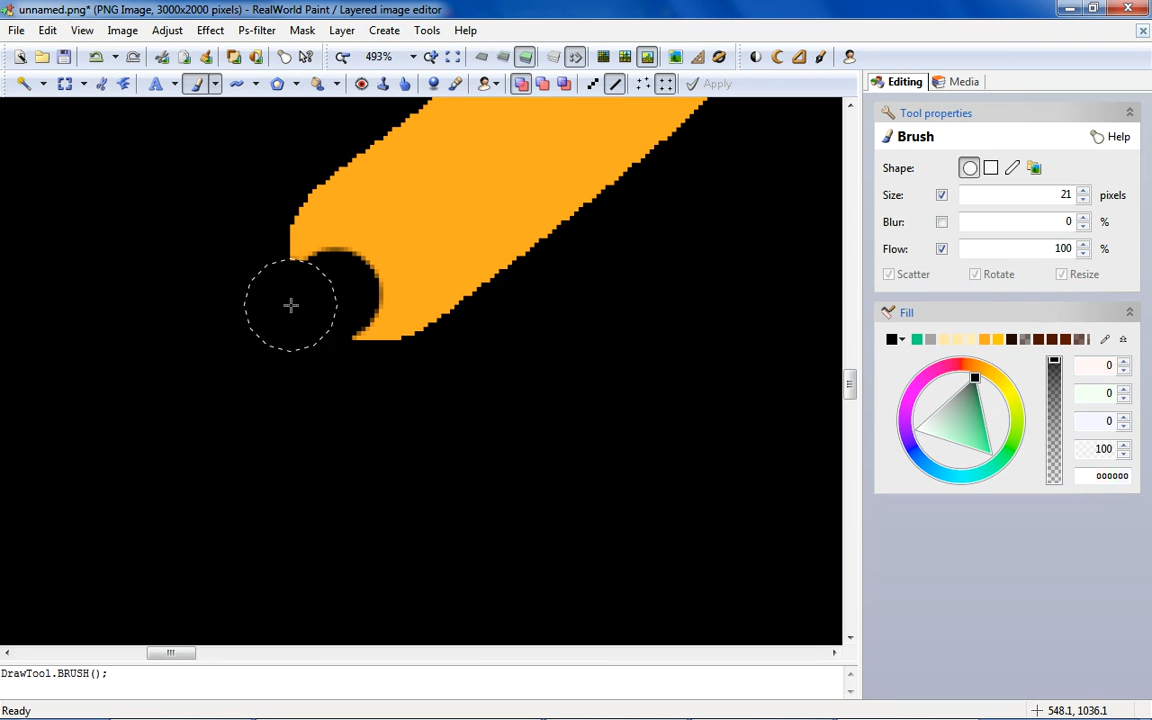 unnamed.png* (PNG Image, 3000x2000 pixels) - RealWorld Paint / Layered image editor
File Edit View Image Adjust Effect Ps-filter Mask Layer Create Tools Help
493%
Apply
Editing Media
Tool properties
Brush Help
Shape:
Size: 21 pixels
Blur: 0 %
Flow: 100 %
Scatter Rotate Resize
Fill
0
0
0
100
000000
DrawTool.BRUSH();
Ready 548.1, 1036.1